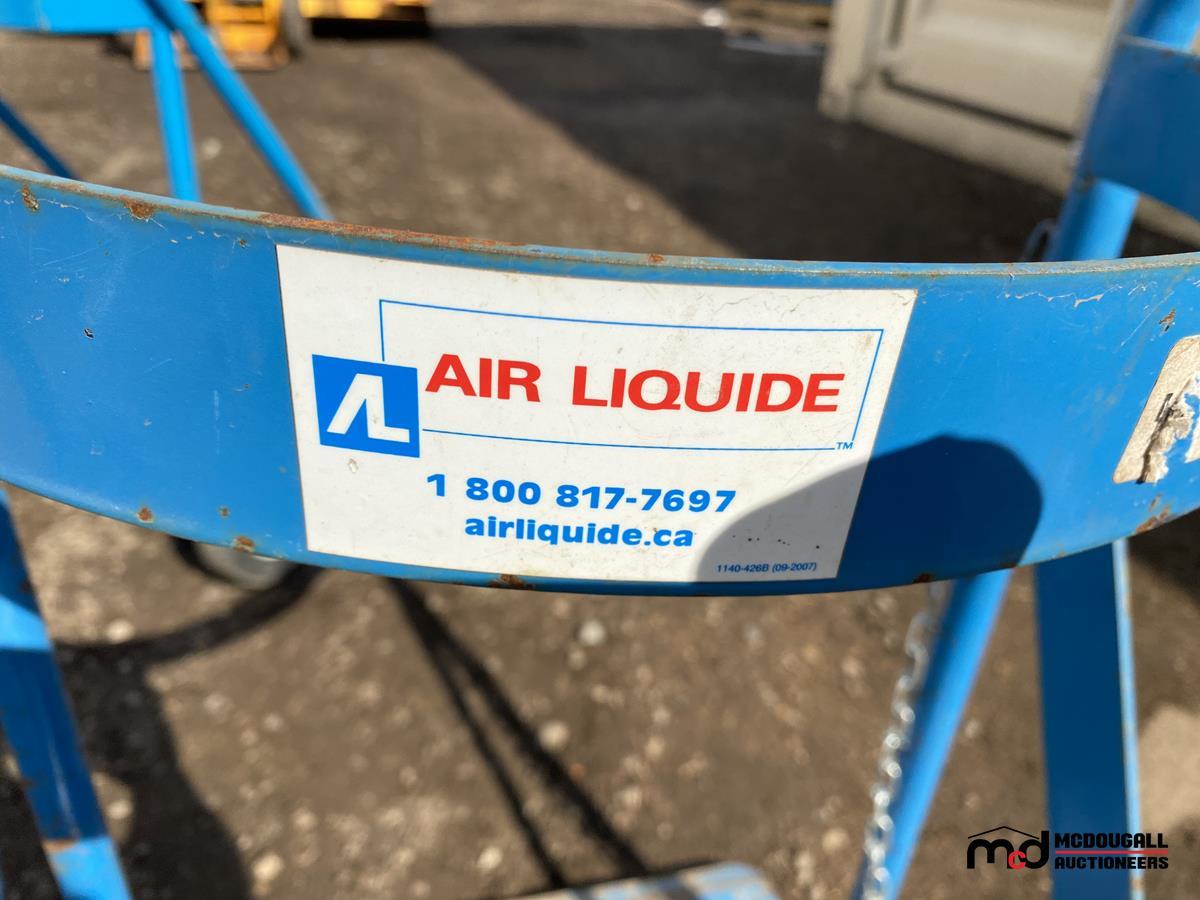 AL AIR LIQUIDE
TM
1 800 817-7697
airliquide.ca
1140-426B (09-2007)
mcd MCDOUGALL
AUCTIONEERS